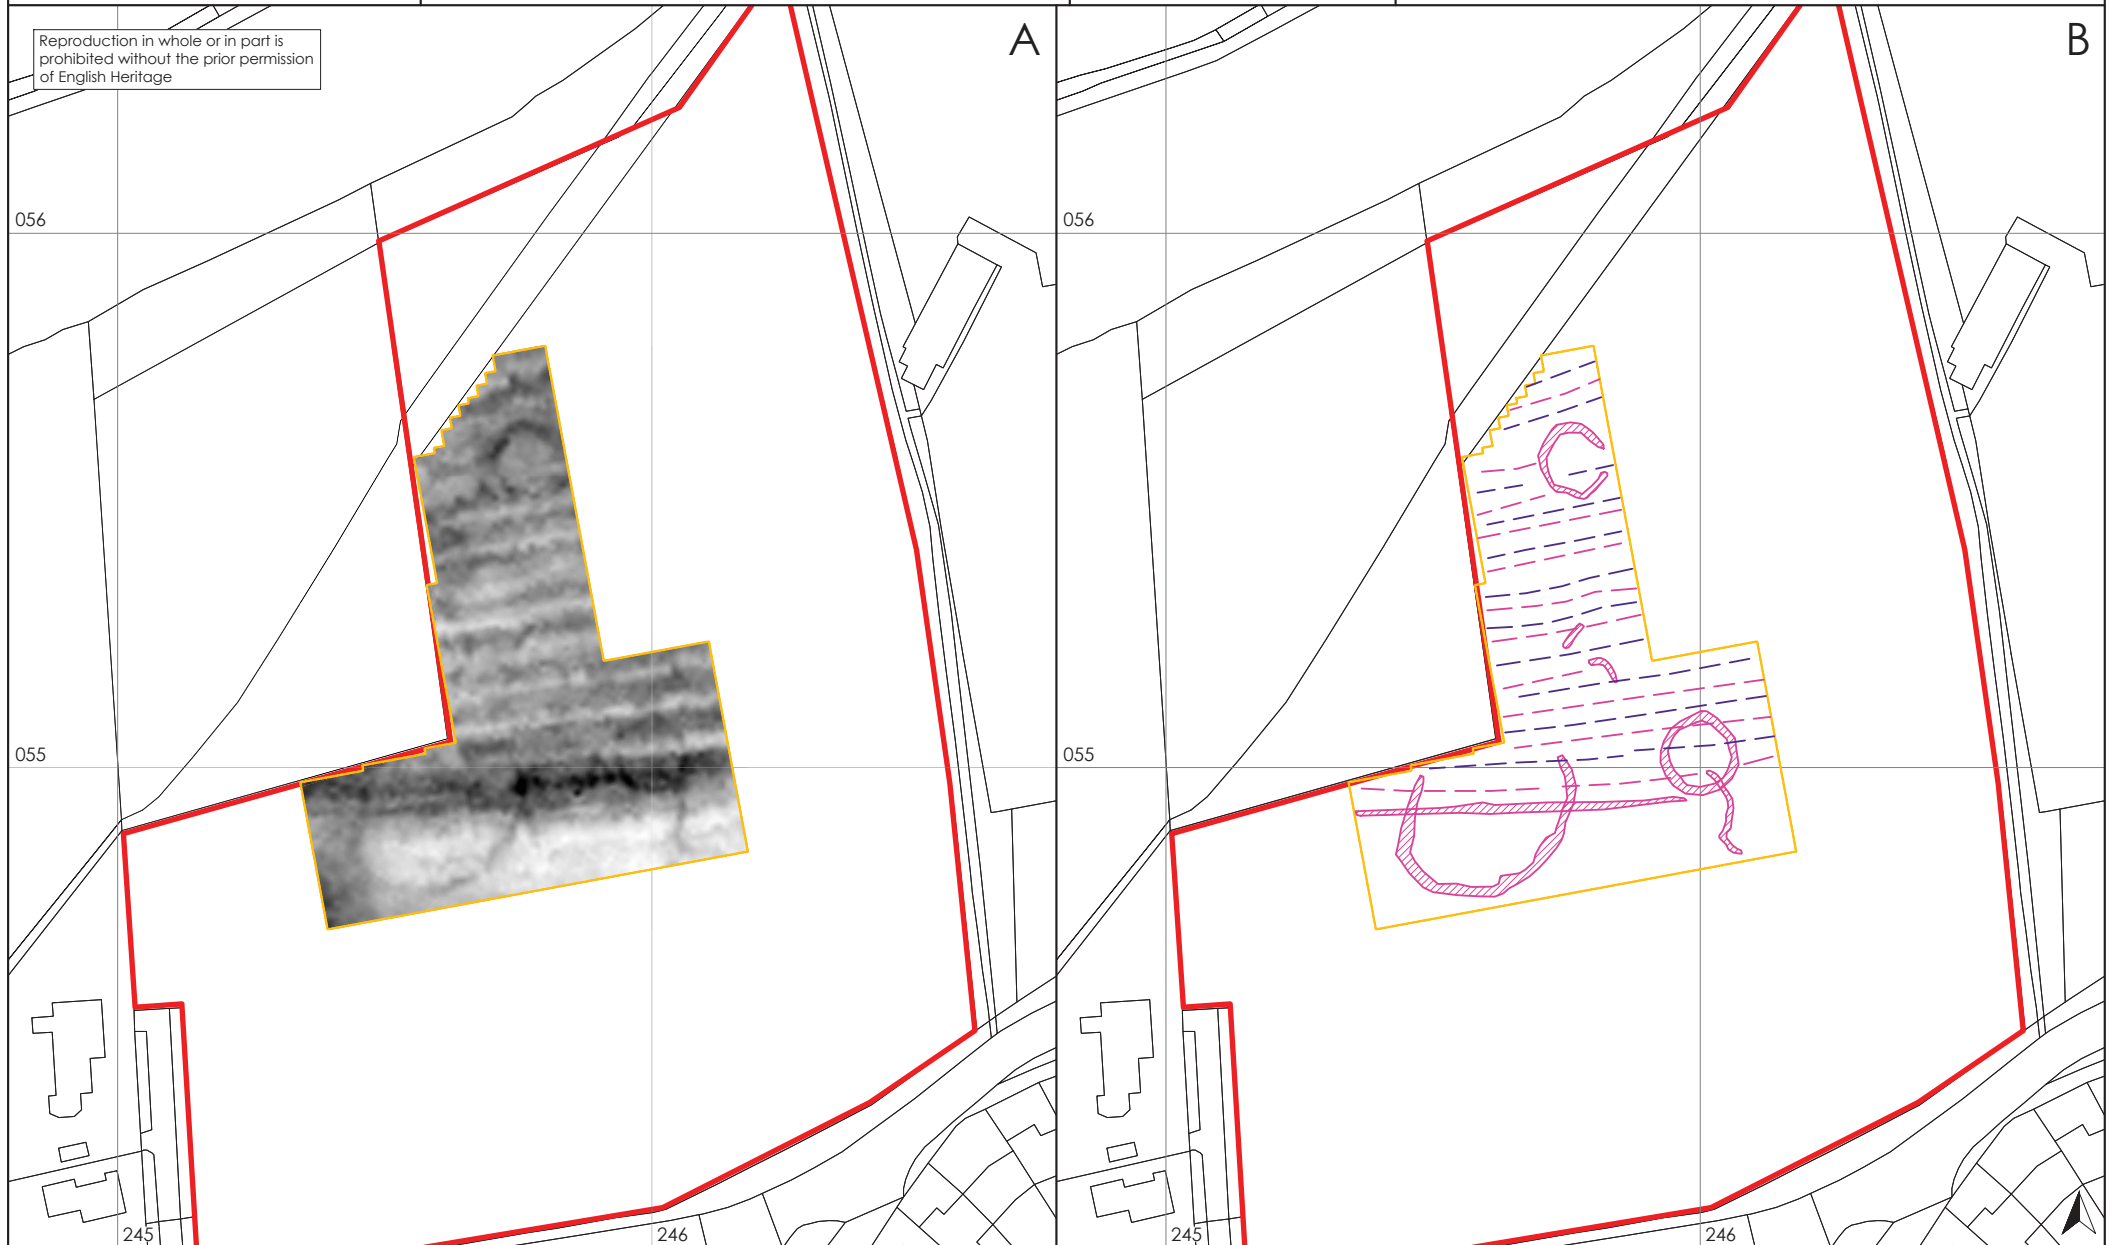 Reproduction in whole or in part is
prohibited without the prior permission
of English Heritage
A
056
055
245
246
B
056
055
245
246